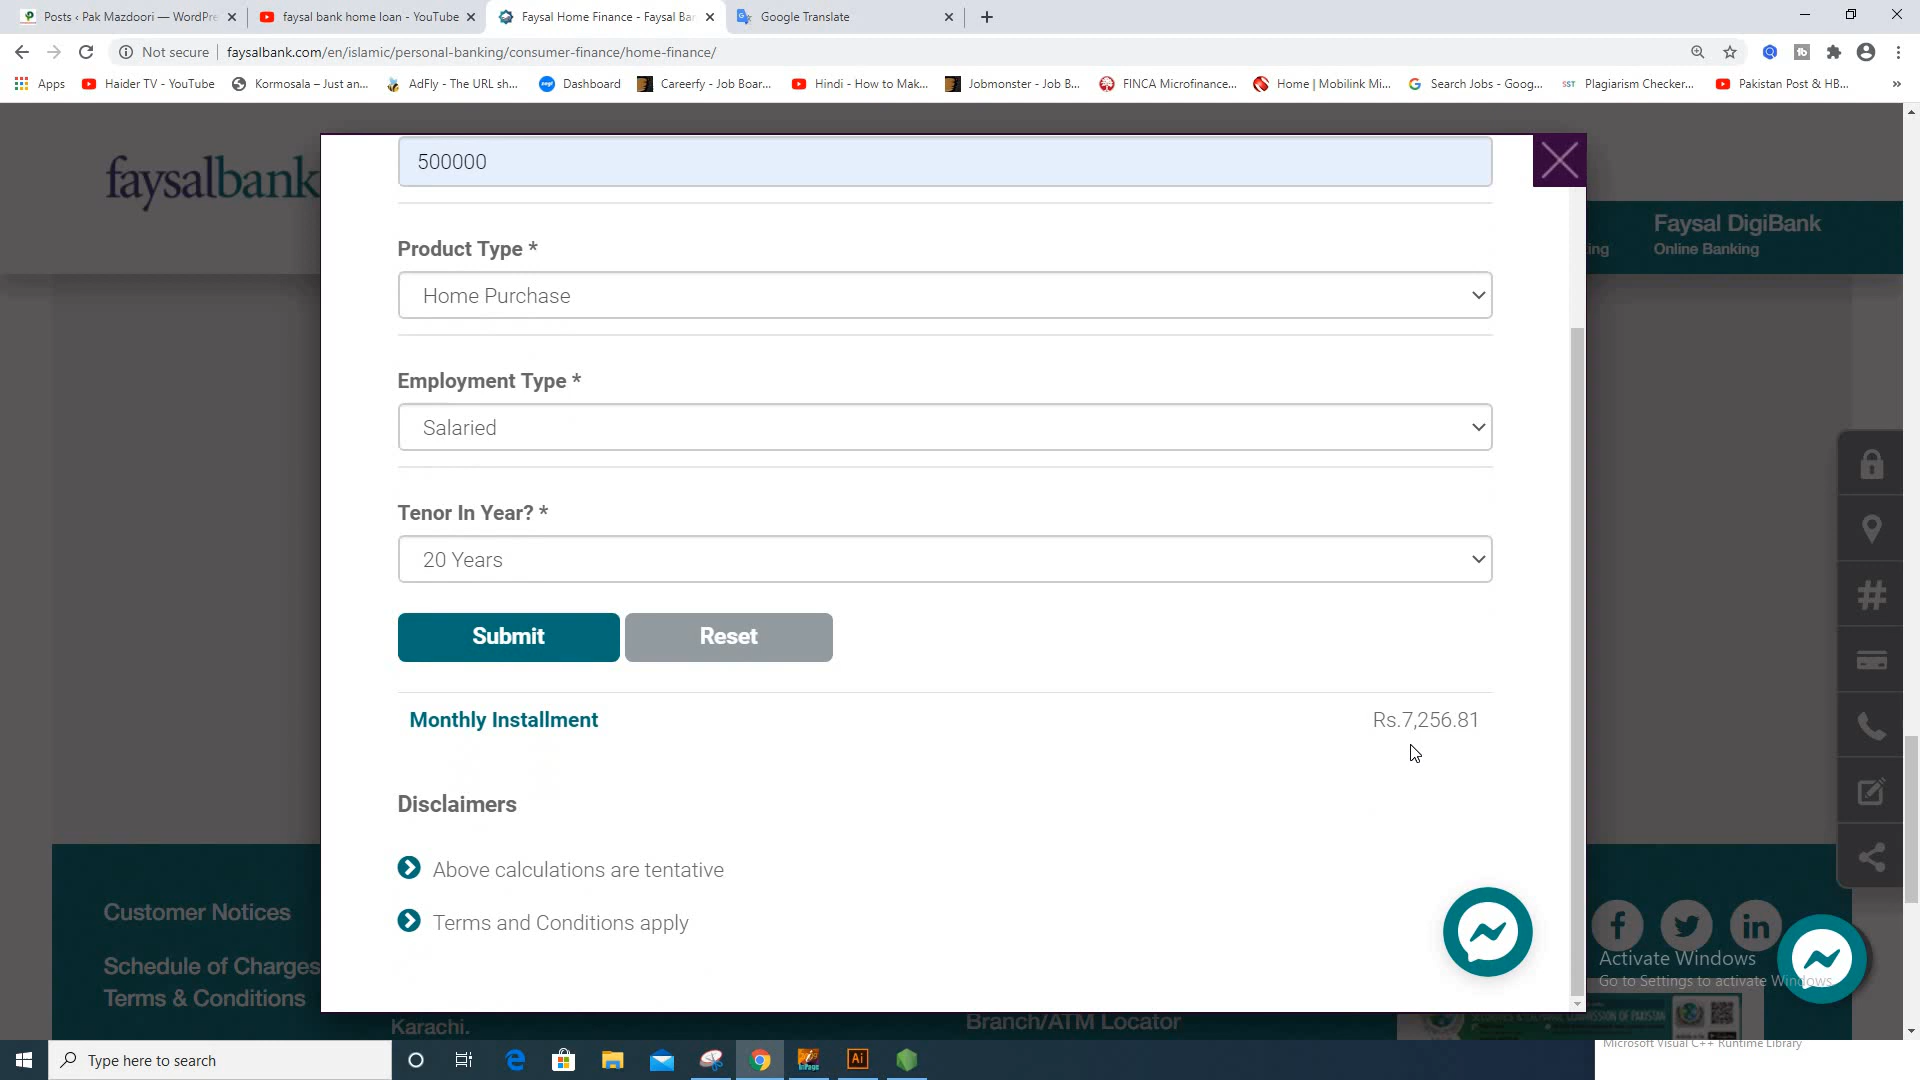 Posts ‹ Pak Mazdoori — WordPre
faysal bank home loan - YouTube
Faysal Home Finance - Faysal Ban
Google Translate
Not secure
faysalbank.com/en/islamic/personal-banking/consumer-finance/home-finance/
Apps
Haider TV - YouTube
Kormosala – Just an...
AdFly - The URL sh...
Dashboard
Careerfy - Job Boar...
Hindi - How to Mak...
Jobmonster - Job B...
FINCA Microfinance...
Home | Mobilink Mi...
Search Jobs - Goog...
Plagiarism Checker...
Pakistan Post & HB...
»
faysalbank
500000
Faysal DigiBank
ing
Online Banking
Product Type *
Home Purchase
Employment Type *
Salaried
Tenor In Year? *
20 Years
Submit
Reset
Monthly Installment
Rs.7,256.81
Disclaimers
Above calculations are tentative
Terms and Conditions apply
Customer Notices
Schedule of Charges
Terms & Conditions
Karachi.
Branch/ATM Locator
Activate Windows
Go to Settings to activate Windows.
Type here to search
Microsoft Visual C++ Runtime Library